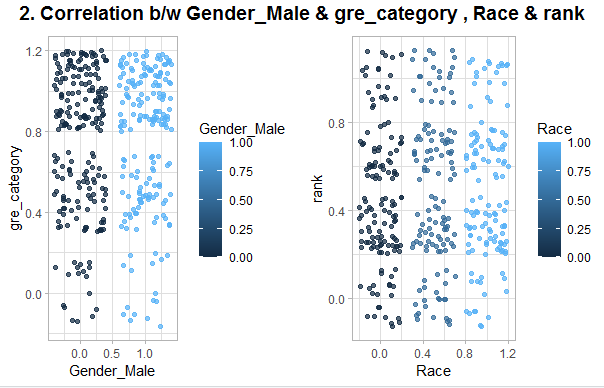 2. Correlation b/w Gender_Male & gre_category , Race & rank
gre_category
1.2
0.8
0.4
0.0
0.0 0.5 1.0
Gender_Male
Gender_Male
1.00
0.75
0.50
0.25
0.00
rank
0.8
0.4
0.0
0.0 0.4 0.8 1.2
Race
Race
1.00
0.75
0.50
0.25
0.00